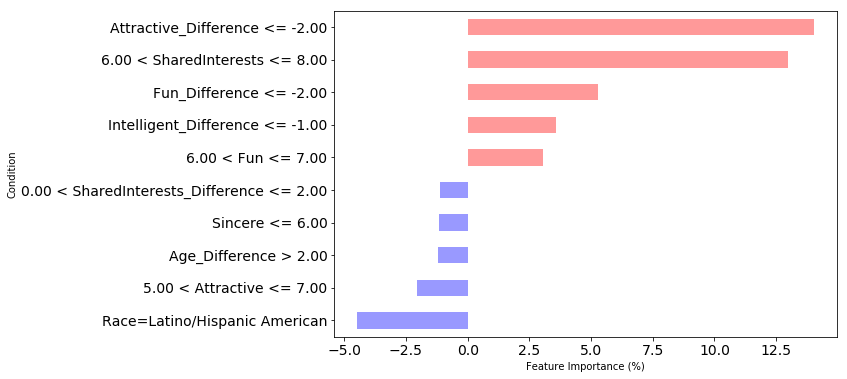 Attractive_Difference <= -2.00
6.00 < SharedInterests <= 8.00
Fun_Difference <= -2.00
Intelligent_Difference <= -1.00
6.00 < Fun <= 7.00
0.00 < SharedInterests_Difference <= 2.00
Sincere <= 6.00
Age_Difference > 2.00
5.00 < Attractive <= 7.00
Race=Latino/Hispanic American
Condition
−5.0 −2.5 0.0 2.5 5.0 7.5 10.0 12.5
Feature Importance (%)